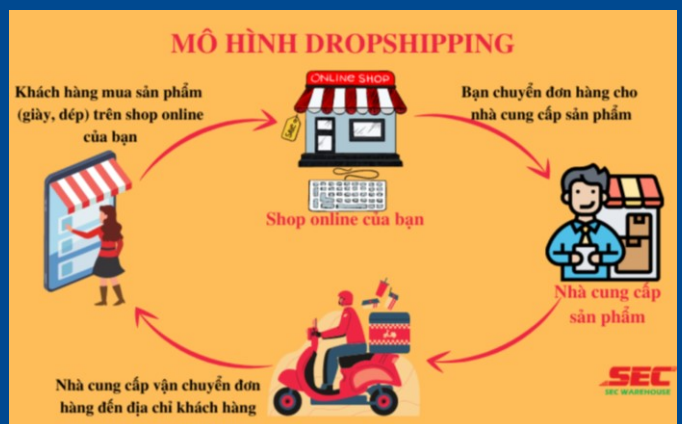 MÔ HÌNH DROPSHIPPING
Khách hàng mua sản phẩm
(giày, dép) trên shop online
của bạn
ONLINE SHOP
SALE
Bạn chuyển đơn hàng cho
nhà cung cấp sản phẩm
Shop online của bạn
Nhà cung cấp
sản phẩm
Nhà cung cấp vận chuyển đơn
hàng đến địa chỉ khách hàng
SEC
SEC WAREHOUSE